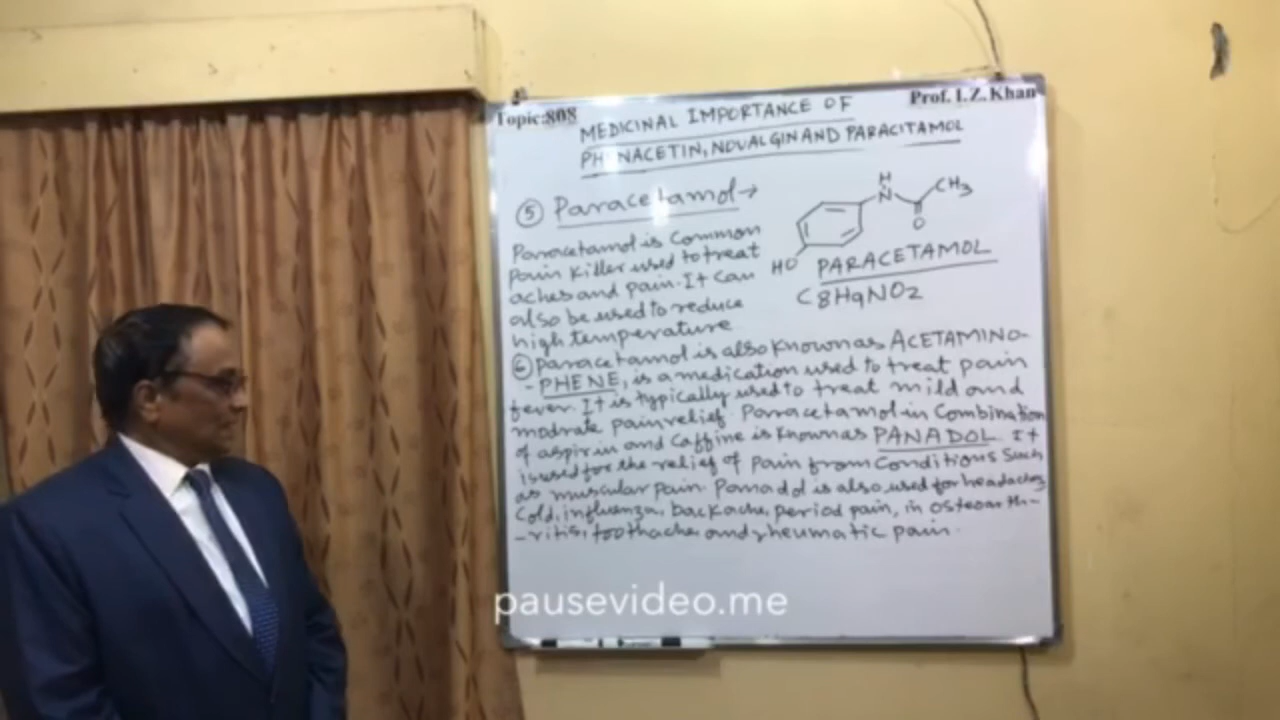 Topic:808
Prof. I.Z. Khan
MEDICINAL IMPORTANCE OF
PHENACETIN, NOVALGIN AND PARACITAMOL
⑤ Paracetamol →
Paracetamol is Common
pain killer used to treat
aches and pain. It can
also be used to reduce
high temperature
H
N
CH3
O
HO
PARACETAMOL
C8H9NO2
⑥ paracetamol is also known as ACETAMINO-
- PHENE, is a medication used to treat pain
fever. It is typically used to treat mild and
modrate pain relief. Paracetamol in Combination
of aspirin and Caffine is known as PANADOL. It
is used for the relief of pain from Conditions Such
as muscular pain. Panadol is also used for headaches
Cold, influenza, backache, period pain, in osteoarth-
- ritis, toothache and rheumatic pain.
pausevideo.me